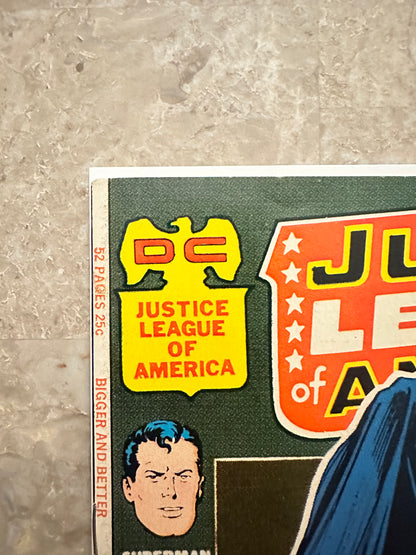 DC
JUSTICE
LEAGUE
OF
AMERICA
52 PAGES 25¢ BIGGER AND BETTER
JU
LE
of A
SUPERMAN